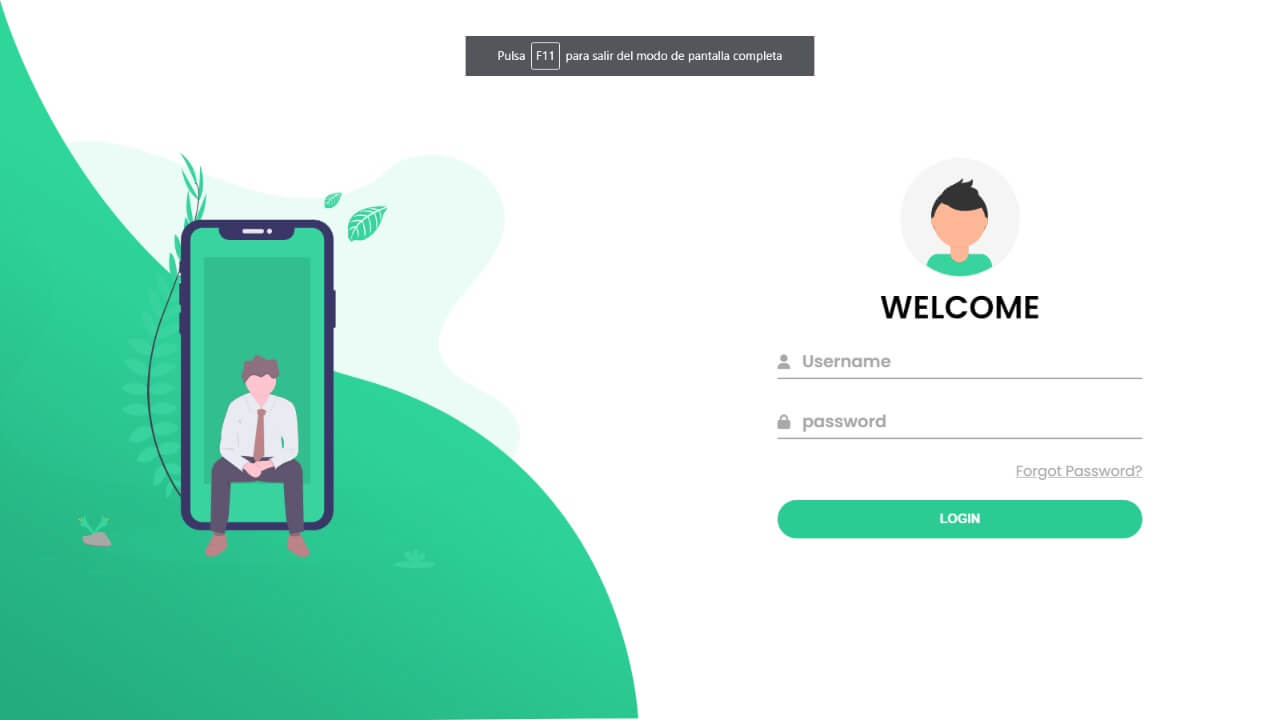 Pulsa F11 para salir del modo de pantalla completa
WELCOME
Username
password
Forgot Password?
LOGIN